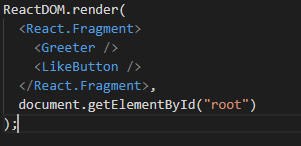 ReactDOM.render(
  <React.Fragment>
    <Greeter />
    <LikeButton />
  </React.Fragment>,
  document.getElementById("root")
);